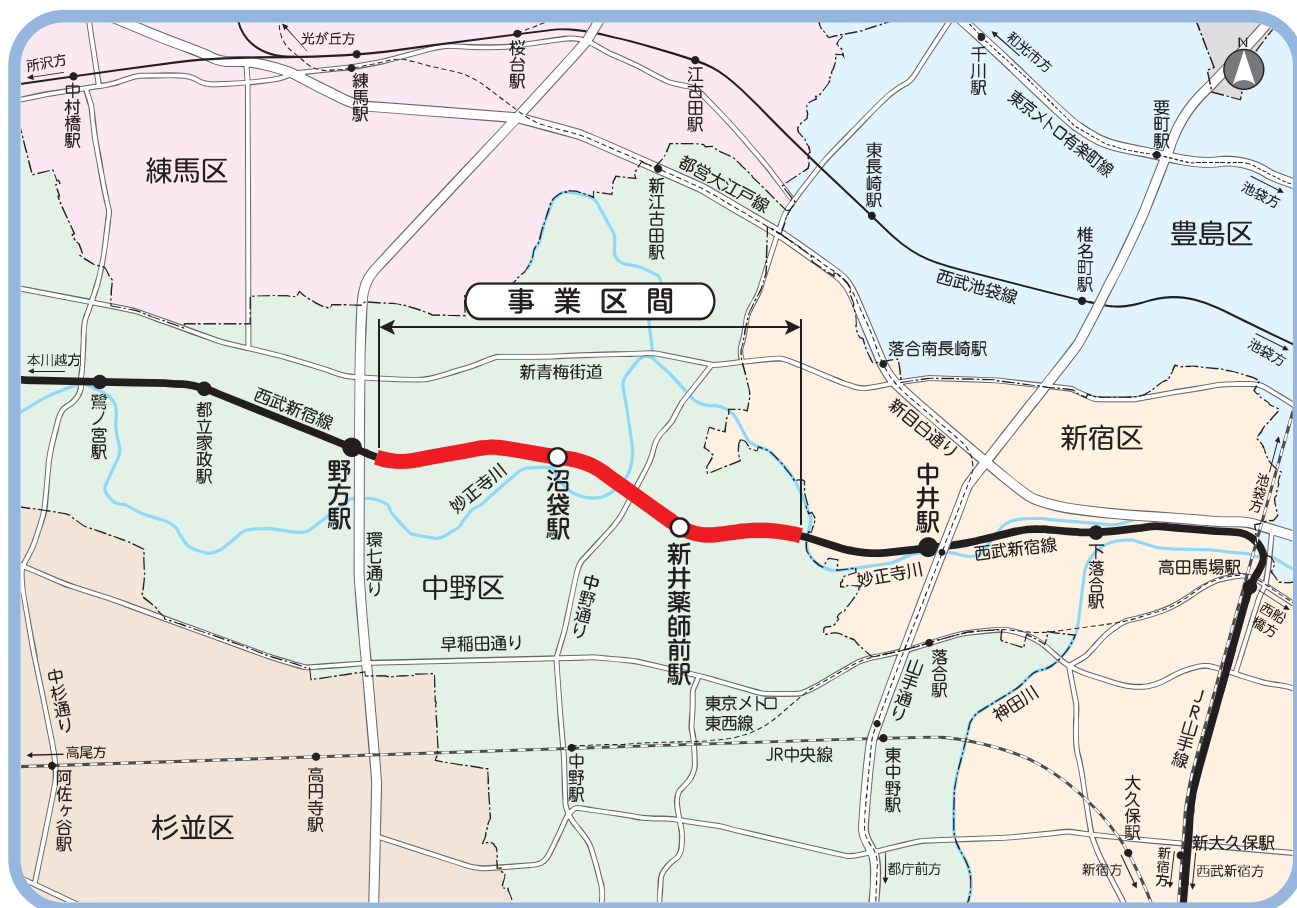 光が丘方
桜台駅
所沢方
中村橋駅
練馬駅
江古田駅
千川駅
和光市方
N
東京メトロ有楽町線
要町駅
池袋方
練馬区
新江古田駅
都営大江戸線
東長崎駅
豊島区
椎名町駅
西武池袋線
池袋方
事業区間
本川越方
鷺ノ宮駅
都立家政駅
西武新宿線
新青梅街道
落合南長崎駅
新目白通り
新宿区
野方駅
妙正寺川
沼袋駅
新井薬師前駅
中井駅
妙正寺川
西武新宿線
下落合駅
池袋方
高田馬場駅
西船橋方
環七通り
中野区
中野通り
早稲田通り
東京メトロ
東西線
山手通り
落合駅
神田川
JR山手線
中杉通り
高尾方
阿佐ヶ谷駅
高円寺駅
杉並区
中野駅
JR中央線
東中野駅
都庁前方
大久保駅
新宿方
新大久保駅
新宿方
西武新宿方